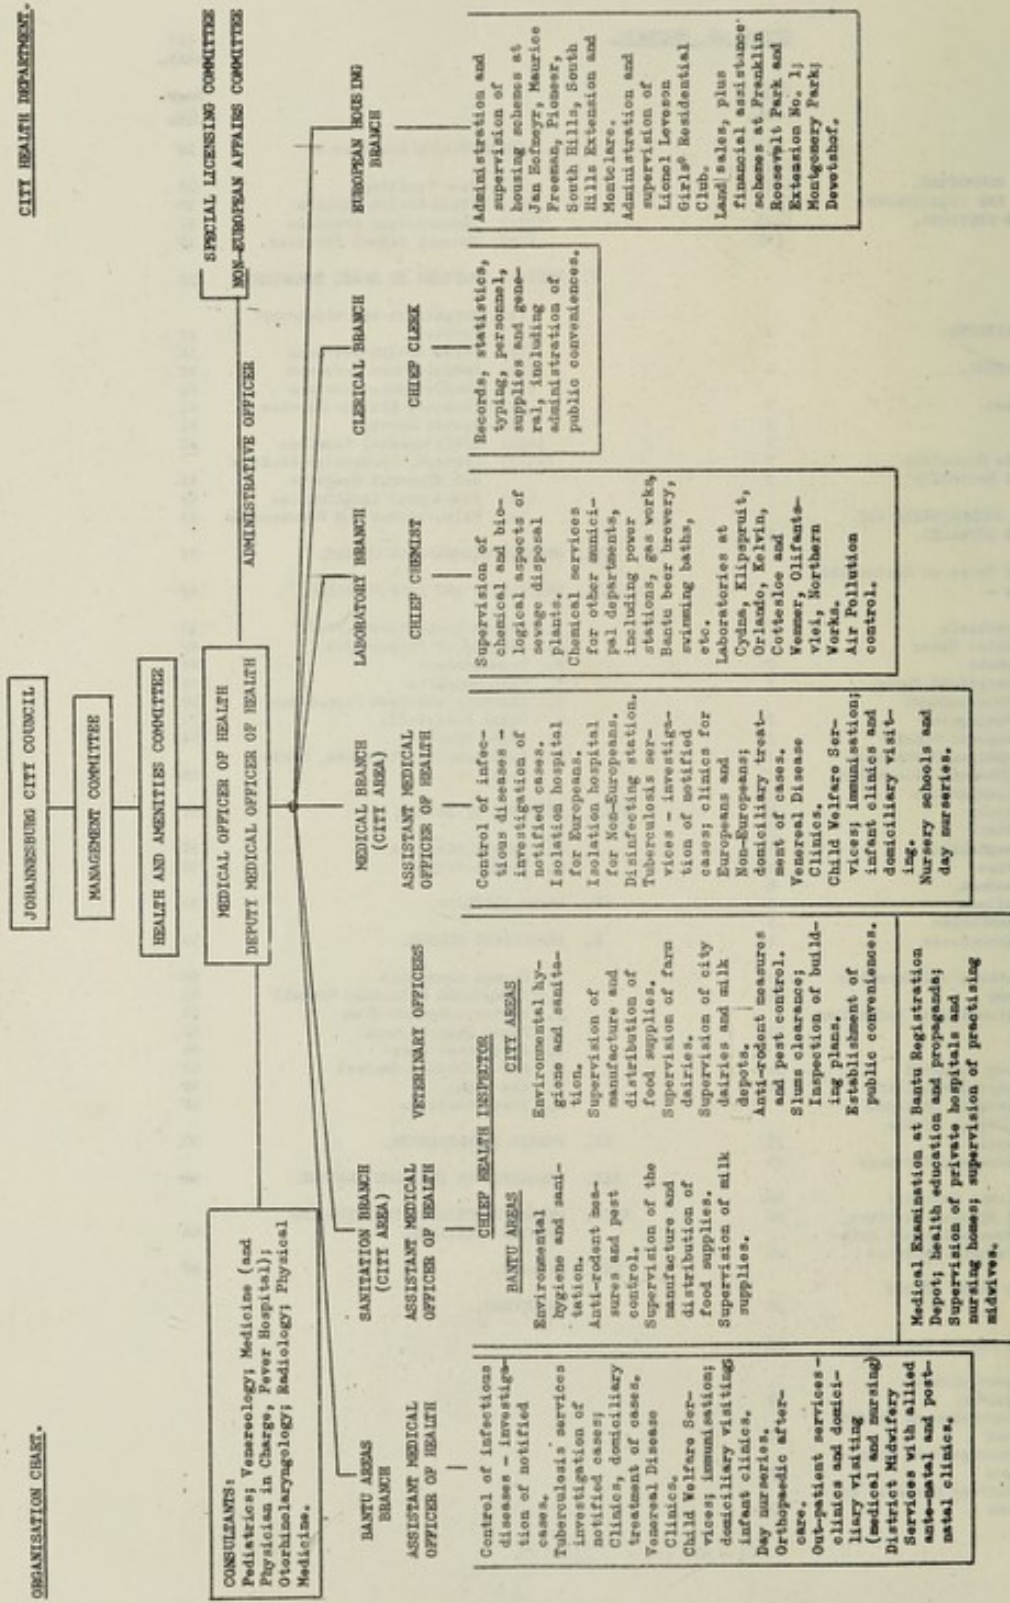 ORGANISATION CHART.
CITY HEALTH DEPARTMENT.
JOHANNESBURG CITY COUNCIL
MANAGEMENT COMMITTEE
HEALTH AND AMENITIES COMMITTEE
MEDICAL OFFICER OF HEALTH
DEPUTY MEDICAL OFFICER OF HEALTH
SPECIAL LICENSING COMMITTEE
NON-EUROPEAN AFFAIRS COMMITTEE
ADMINISTRATIVE OFFICER
CONSULTANTS:
Pediatrics; Venereology; Medicine (and
Physician in Charge, Fever Hospital);
Otorhinolaryngology; Radiology; Physical
Medicine.
BANTU AREAS
BRANCH
ASSISTANT MEDICAL
OFFICER OF HEALTH
Control of infectious
diseases - investiga-
tion of notified
cases.
Tuberculosis services
investigation of
notified cases;
Clinics, domiciliary
treatment of cases.
Venereal Disease
Clinics.
Child Welfare Ser-
vices; immunisation;
domiciliary visiting
infant clinics.
Day nurseries.
Orthopaedic after-
care.
Out-patient services -
clinics and domici-
liary visiting
(medical and nursing)
District Midwifery
Services with allied
ante-natal and post-
natal clinics.
SANITATION BRANCH
(CITY AREA)
ASSISTANT MEDICAL
OFFICER OF HEALTH
VETERINARY OFFICERS
CHIEF HEALTH INSPECTOR
BANTU AREAS
Environmental
hygiene and sani-
tation.
Anti-rodent mea-
sures and pest
control.
Supervision of the
manufacture and
distribution of
food supplies.
Supervision of milk
supplies.
CITY AREAS
Environmental hy-
giene and sanita-
tion.
Supervision of
manufacture and
distribution of
food supplies.
Supervision of farm
dairies.
Supervision of city
dairies and milk
depots.
Anti-rodent measures
and pest control.
Slums clearance;
Inspection of build-
ing plans.
Establishment of
public conveniences.
Medical Examination at Bantu Registration
Depot; health education and propaganda;
Supervision of private hospitals and
nursing homes; supervision of practising
midwives.
MEDICAL BRANCH
(CITY AREA)
ASSISTANT MEDICAL
OFFICER OF HEALTH
Control of infec-
tious diseases -
investigation of
notified cases.
Isolation hospital
for Europeans.
Isolation hospital
for Non-Europeans.
Disinfecting station.
Tuberculosis ser-
vices - investiga-
tion of notified
cases; clinics for
Europeans and
Non-Europeans;
domiciliary treat-
ment of cases.
Venereal Disease
Clinics.
Child Welfare Ser-
vices; immunisation;
infant clinics and
domiciliary visit-
ing.
Nursery schools and
day nurseries.
LABORATORY BRANCH
CHIEF CHEMIST
Supervision of
chemical and bio-
logical aspects of
sewage disposal
plants.
Chemical services
for other munici-
pal departments,
including power
stations, gas works,
Bantu beer brewery,
swimming baths,
etc.
Laboratories at
Cydna, Klipspruit,
Orlando, Kelvin,
Cottesloe and
Wemmer, Olifants-
vlei, Northern
Works.
Air Pollution
control.
CLERICAL BRANCH
CHIEF CLERK
Records, statistics,
typing, personnel,
supplies and gene-
ral, including
administration of
public conveniences.
EUROPEAN HOUSING
BRANCH
Administration and
supervision of
housing schemes at
Jan Hofmeyr, Maurice
Freeman, Pioneer,
South Hills, South
Hills Extension and
Montclare.
Administration and
supervision of
Lionel Leveson
Girls' Residential
Club.
Land sales, plus
financial assistance
schemes at Franklin
Roosevelt Park and
Extension No. 1;
Montgomery Park;
Devetshof.